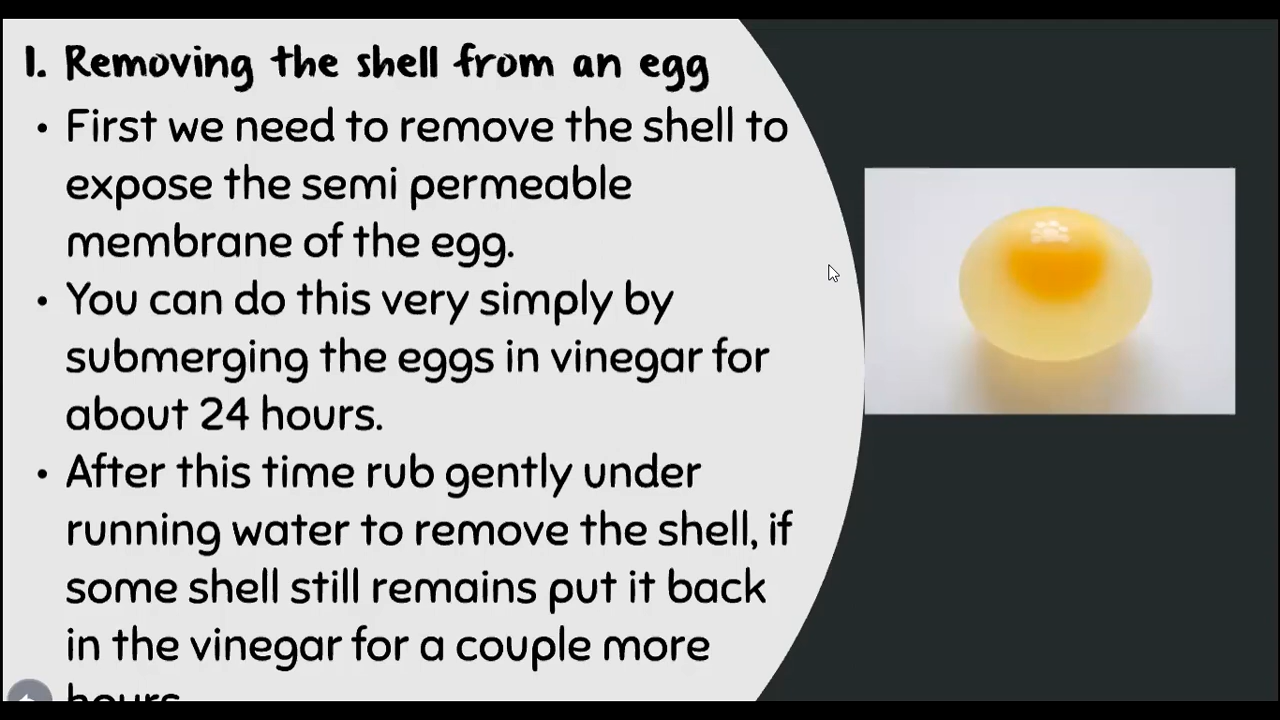 1. Removing the shell from an egg
• First we need to remove the shell to
expose the semi permeable
membrane of the egg.
• You can do this very simply by
submerging the eggs in vinegar for
about 24 hours.
• After this time rub gently under
running water to remove the shell, if
some shell still remains put it back
in the vinegar for a couple more
hours